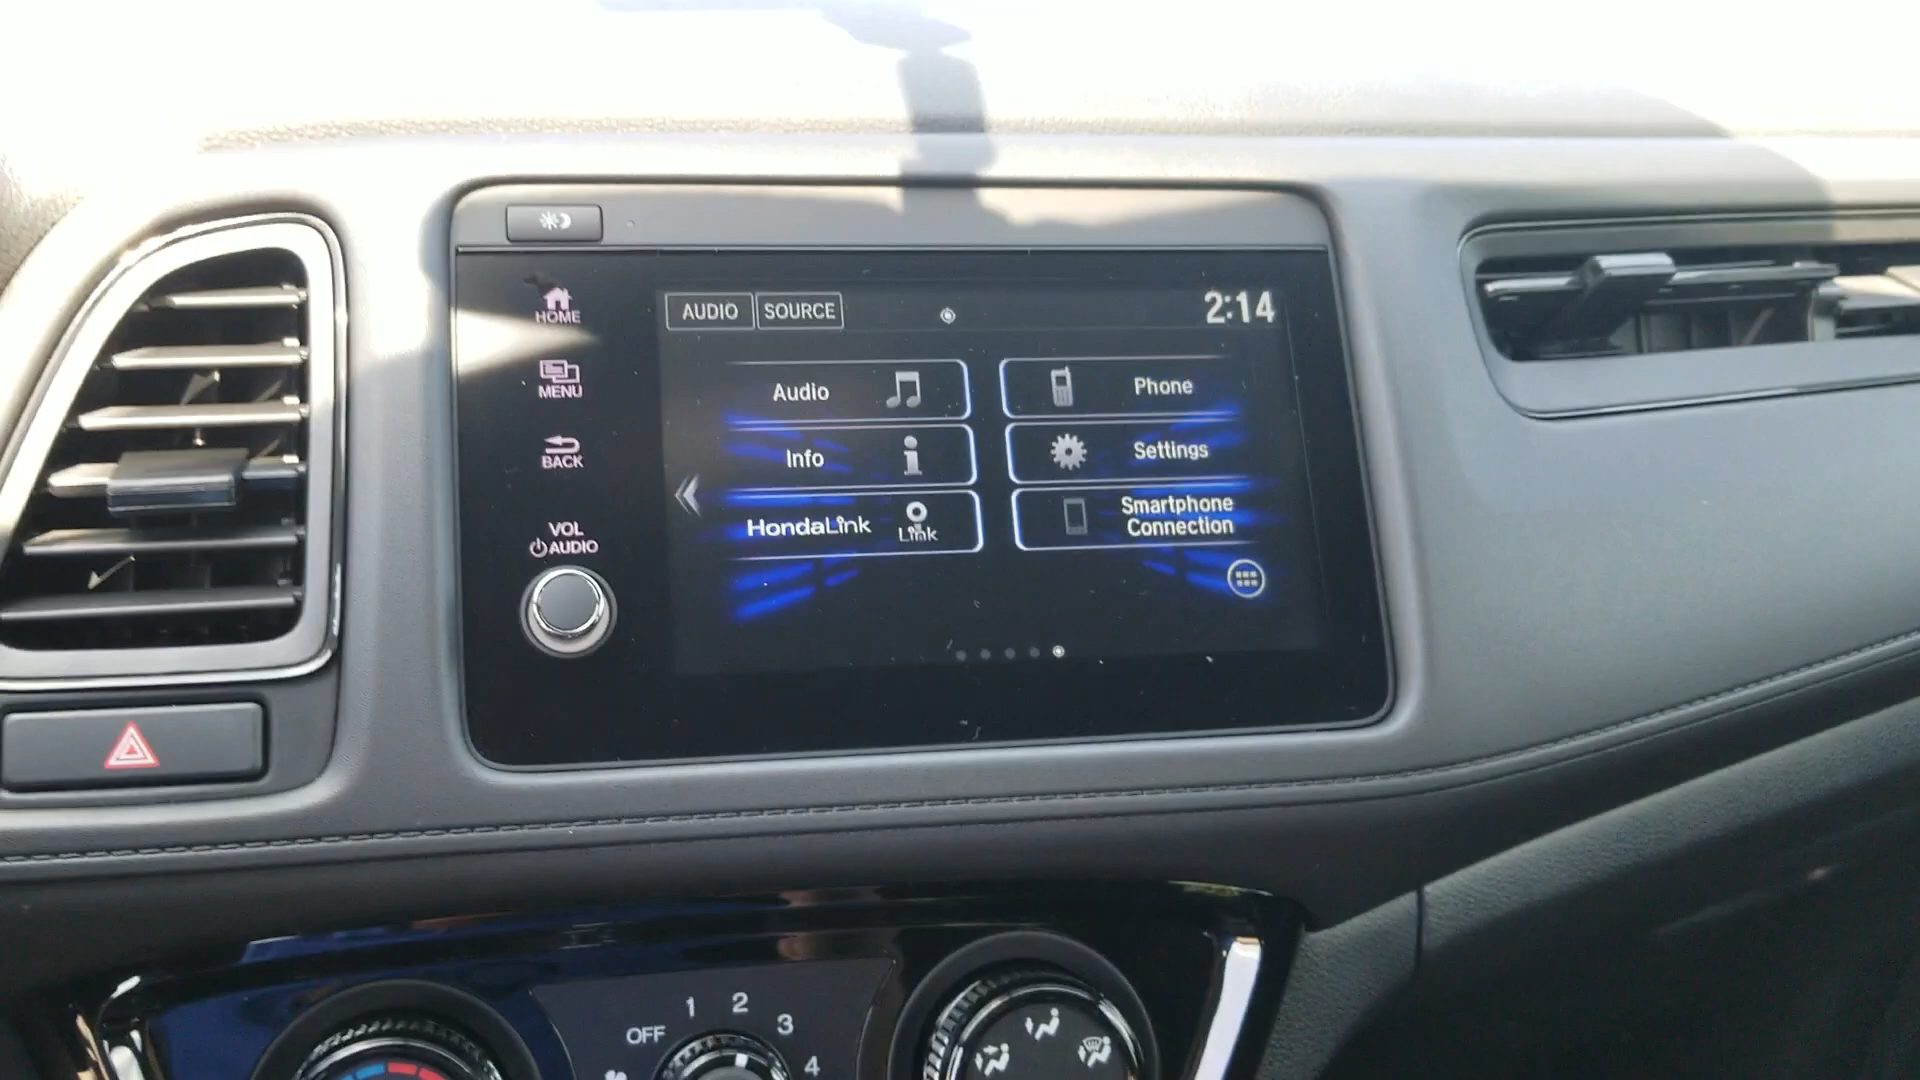 HOME
MENU
BACK
VOL
AUDIO
AUDIO SOURCE 2:14
Audio
Phone
Info
Settings
HondaLink
Link
Smartphone
Connection
OFF 1 2 3 4